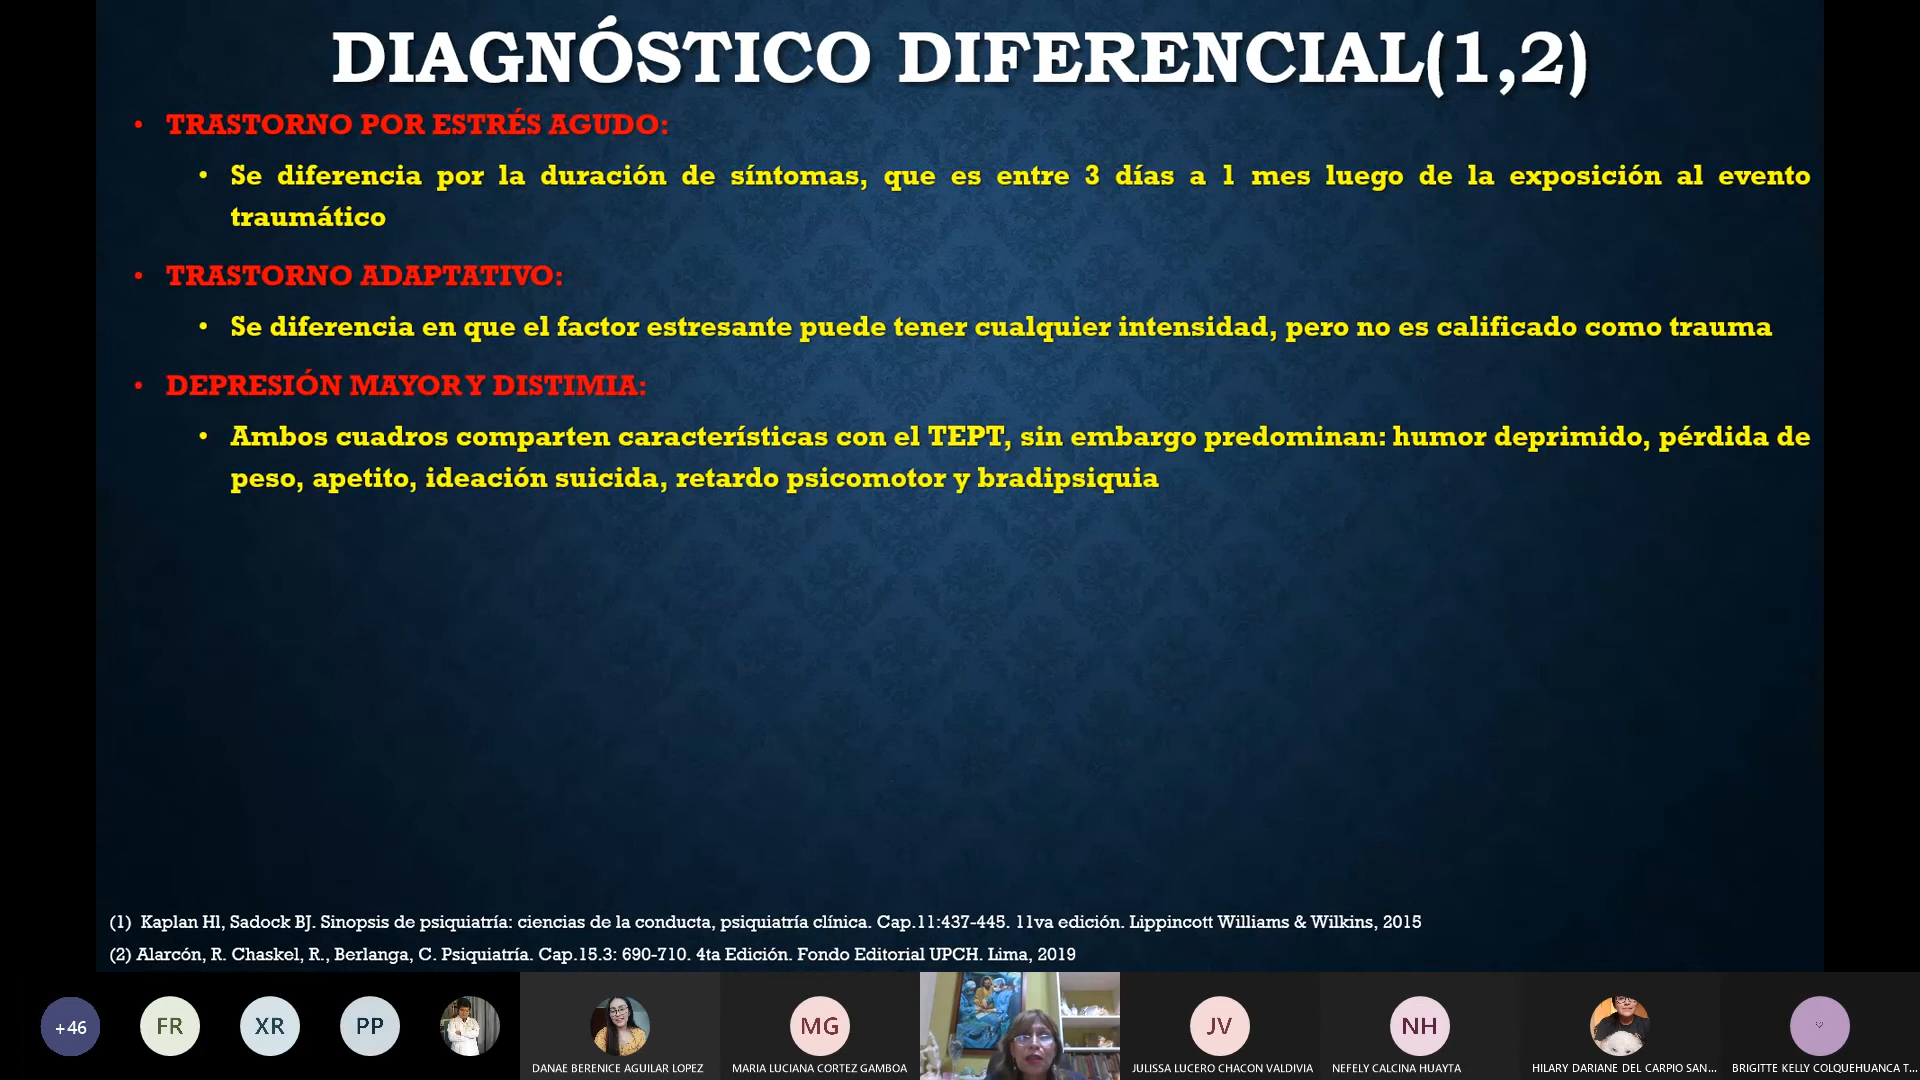 DIAGNÓSTICO DIFERENCIAL(1,2)
• TRASTORNO POR ESTRÉS AGUDO:
• Se diferencia por la duración de síntomas, que es entre 3 días a 1 mes luego de la exposición al evento
traumático
• TRASTORNO ADAPTATIVO:
• Se diferencia en que el factor estresante puede tener cualquier intensidad, pero no es calificado como trauma
• DEPRESIÓN MAYOR Y DISTIMIA:
• Ambos cuadros comparten características con el TEPT, sin embargo predominan: humor deprimido, pérdida de
peso, apetito, ideación suicida, retardo psicomotor y bradipsiquia
(1) Kaplan Hl, Sadock BJ. Sinopsis de psiquiatría: ciencias de la conducta, psiquiatría clínica. Cap.11:437-445. 11va edición. Lippincott Williams & Wilkins, 2015
(2) Alarcón, R. Chaskel, R., Berlanga, C. Psiquiatría. Cap.15.3: 690-710. 4ta Edición. Fondo Editorial UPCH. Lima, 2019
+46 FR XR PP MG JV NH
DANAE BERENICE AGUILAR LOPEZ MARIA LUCIANA CORTEZ GAMBOA JULISSA LUCERO CHACON VALDIVIA NEFELY CALCINA HUAYTA HILARY DARIANE DEL CARPIO SAN... BRIGITTE KELLY COLQUEHUANCA T...